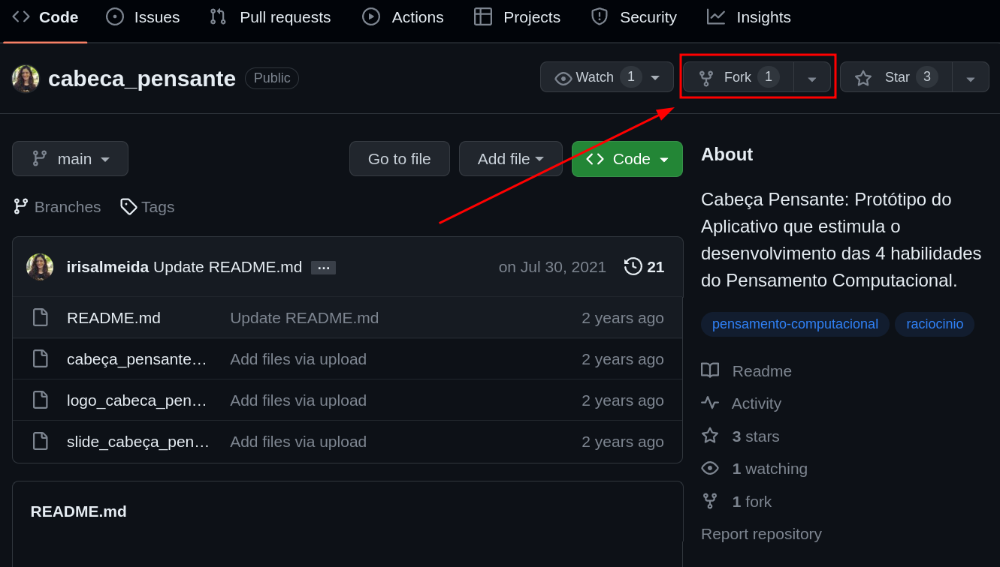 Code Issues Pull requests Actions Projects Security Insights
cabeca_pensante Public Watch 1 Fork 1 Star 3
main Go to file Add file Code
Branches Tags
irisalmeida Update README.md ... on Jul 30, 2021 21
README.md Update README.md 2 years ago
cabeça_pensante… Add files via upload 2 years ago
logo_cabeca_pen… Add files via upload 2 years ago
slide_cabeça_pen… Add files via upload 2 years ago
README.md
About
Cabeça Pensante: Protótipo do
Aplicativo que estimula o
desenvolvimento das 4 habilidades
do Pensamento Computacional.
pensamento-computacional raciocinio
Readme
Activity
3 stars
1 watching
1 fork
Report repository